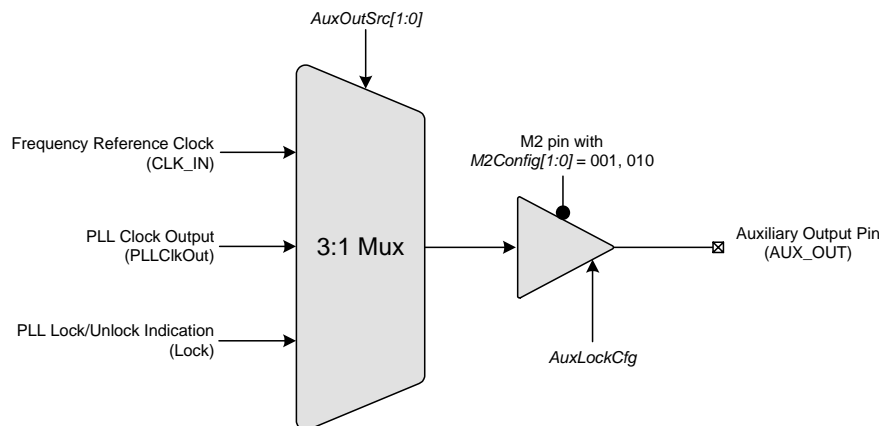 AuxOutSrc[1:0]
Frequency Reference Clock
(CLK_IN)
M2 pin with
M2Config[1:0] = 001, 010
PLL Clock Output
(PLLClkOut)
3:1 Mux
Auxiliary Output Pin
(AUX_OUT)
PLL Lock/Unlock Indication
(Lock)
AuxLockCfg